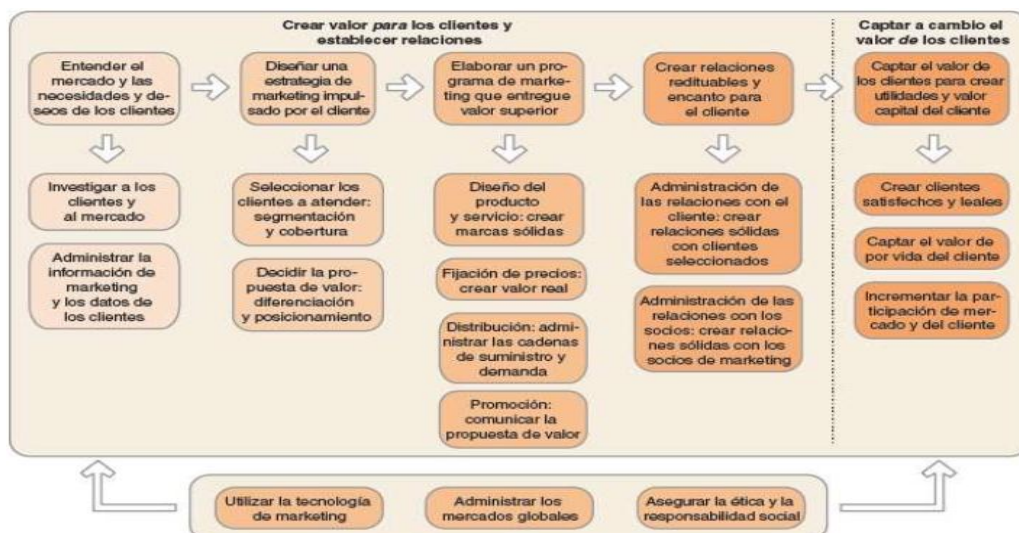 Crear valor para los clientes y
establecer relaciones
Captar a cambio el
valor de los clientes
Entender el
mercado y las
necesidades y de-
seos de los clientes
Diseñar una
estrategia de
marketing impul-
sado por el cliente
Elaborar un pro-
grama de marke-
ting que entregue
valor superior
Crear relaciones
redituables y
encanto para
el cliente
Captar el valor de
los clientes para crear
utilidades y valor
capital del cliente
Investigar a los
clientes y
al mercado
Administrar la
información de
marketing
y los datos de
los clientes
Seleccionar los
clientes a atender:
segmentación
y cobertura
Decidir la pro-
puesta de valor:
diferenciación
y posicionamiento
Diseño del
producto
y servicio: crear
marcas sólidas
Fijación de precios:
crear valor real
Distribución: admi-
nistrar las cadenas
de suministro y
demanda
Promoción:
comunicar la
propuesta de valor
Administración de
las relaciones con el
cliente: crear
relaciones sólidas
con clientes
seleccionados
Administración de las
relaciones con los
socios: crear relacio-
nes sólidas con los
socios de marketing
Crear clientes
satisfechos y leales
Captar el valor de
por vida del cliente
Incrementar la par-
ticipación de mer-
cado y del cliente
Utilizar la tecnología
de marketing
Administrar los
mercados globales
Asegurar la ética y la
responsabilidad social